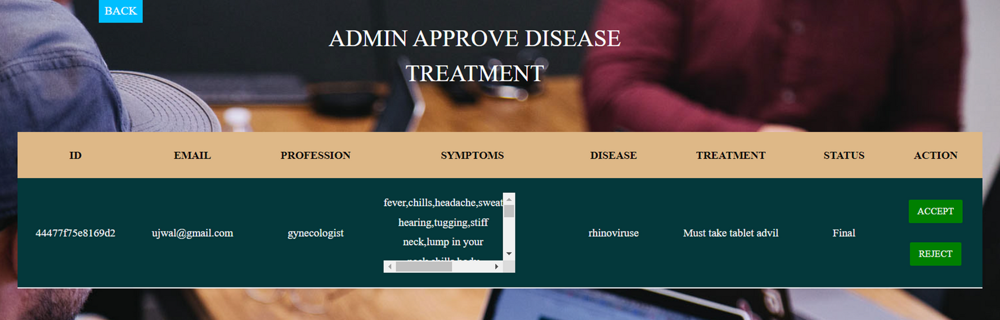 BACK
ADMIN APPROVE DISEASE
TREATMENT
ID EMAIL PROFESSION SYMPTOMS DISEASE TREATMENT STATUS ACTION
fever,chills,headache,sweat
hearing,tugging,stiff
neck,lump in your
44477f75e8169d2 ujwal@gmail.com gynecologist rhinoviruse Must take tablet advil Final
ACCEPT
REJECT